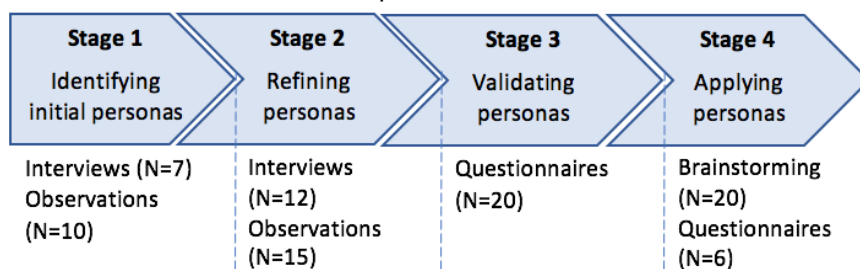 Stage 1
Identifying
initial personas
Stage 2
Refining
personas
Stage 3
Validating
personas
Stage 4
Applying
personas
Interviews (N=7)
Observations
(N=10)
Interviews
(N=12)
Observations
(N=15)
Questionnaires
(N=20)
Brainstorming
(N=20)
Questionnaires
(N=6)